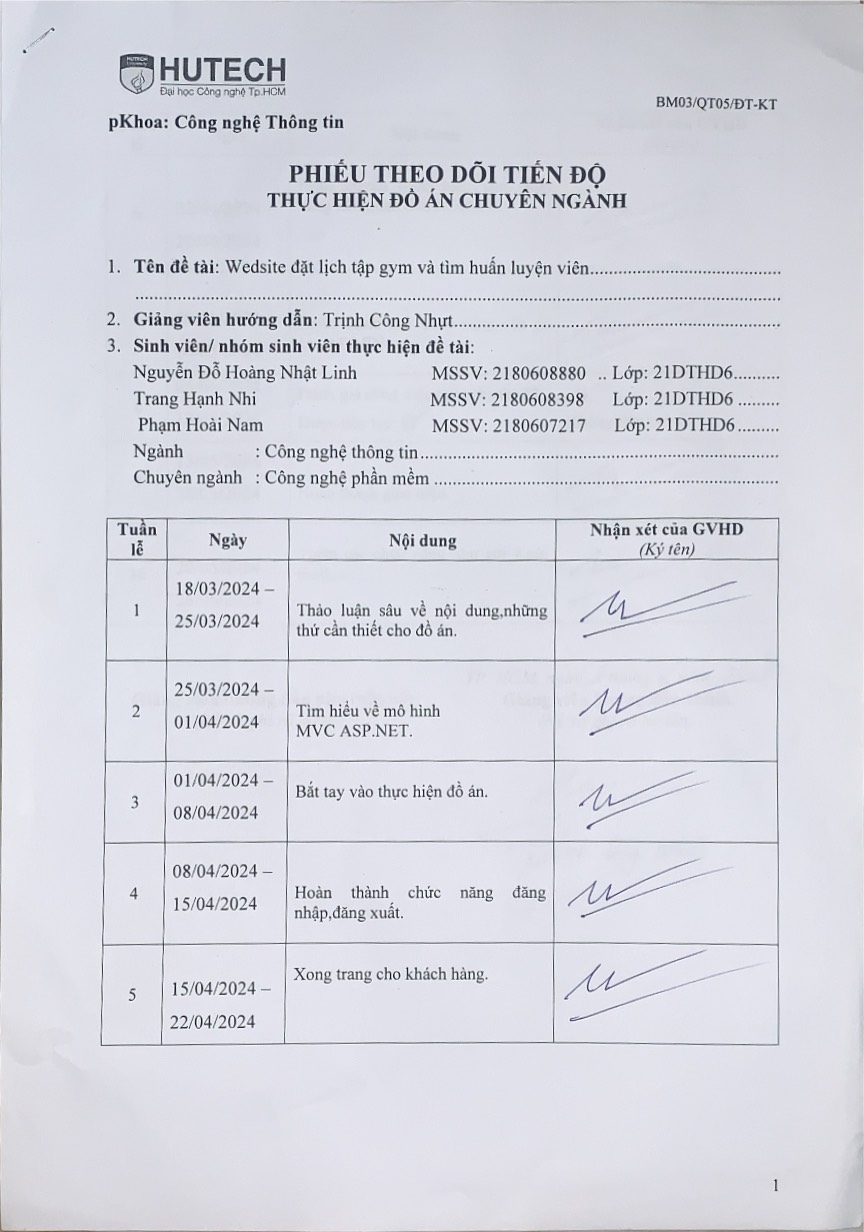 HUTECH
University
HUTECH
Đại học Công nghệ Tp.HCM
BM03/QT05/ĐT-KT
pKhoa: Công nghệ Thông tin
PHIẾU THEO DÕI TIẾN ĐỘ
THỰC HIỆN ĐỒ ÁN CHUYÊN NGÀNH
1. Tên đề tài: Wedsite đặt lịch tập gym và tìm huấn luyện viên..........................................
................................................................................................................................................
2. Giảng viên hướng dẫn: Trịnh Công Nhựt........................................................................
3. Sinh viên/ nhóm sinh viên thực hiện đề tài:
Nguyễn Đỗ Hoàng Nhật Linh MSSV: 2180608880 .. Lớp: 21DTHD6..........
Trang Hạnh Nhi MSSV: 2180608398 Lớp: 21DTHD6 .........
Phạm Hoài Nam MSSV: 2180607217 Lớp: 21DTHD6.........
Ngành : Công nghệ thông tin................................................................................
Chuyên ngành : Công nghệ phần mềm .............................................................................
Tuần lễ Ngày Nội dung Nhận xét của GVHD
(Ký tên)
1
18/03/2024 –
25/03/2024
Thảo luận sâu về nội dung,những
thứ cần thiết cho đồ án.
2
25/03/2024 –
01/04/2024
Tìm hiểu về mô hình
MVC ASP.NET.
3
01/04/2024 –
08/04/2024
Bắt tay vào thực hiện đồ án.
4
08/04/2024 –
15/04/2024
Hoàn thành chức năng đăng
nhập,đăng xuất.
5
15/04/2024 –
22/04/2024
Xong trang cho khách hàng.
1